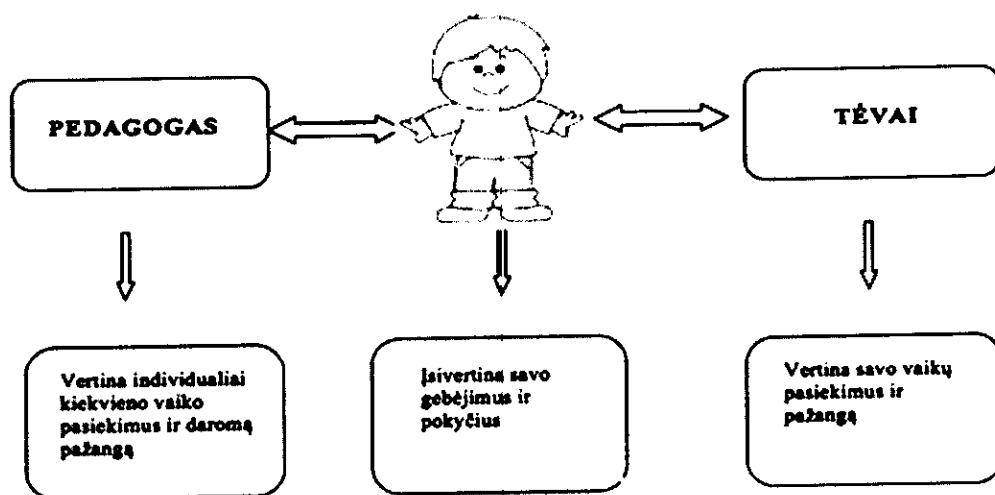 PEDAGOGAS
TĖVAI
Vertina individualiai
kiekvieno vaiko
pasiekimus ir daromą
pažangą
Įsivertina savo
gebėjimus ir
pokyčius
Vertina savo vaikų
pasiekimus ir
pažangą